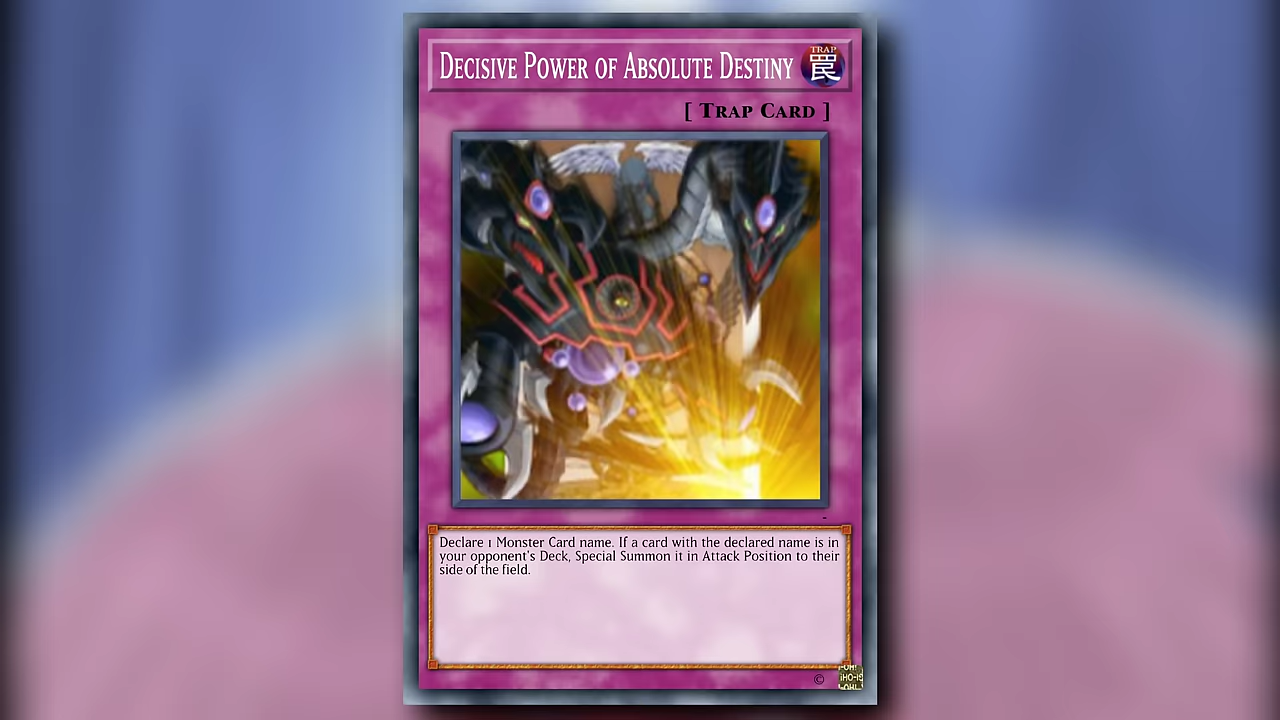 DECISIVE POWER OF ABSOLUTE DESTINY
TRAP
罠
[ TRAP CARD ]
-
Declare 1 Monster Card name. If a card with the declared name is in
your opponent's Deck, Special Summon it in Attack Position to their
side of the field.
©